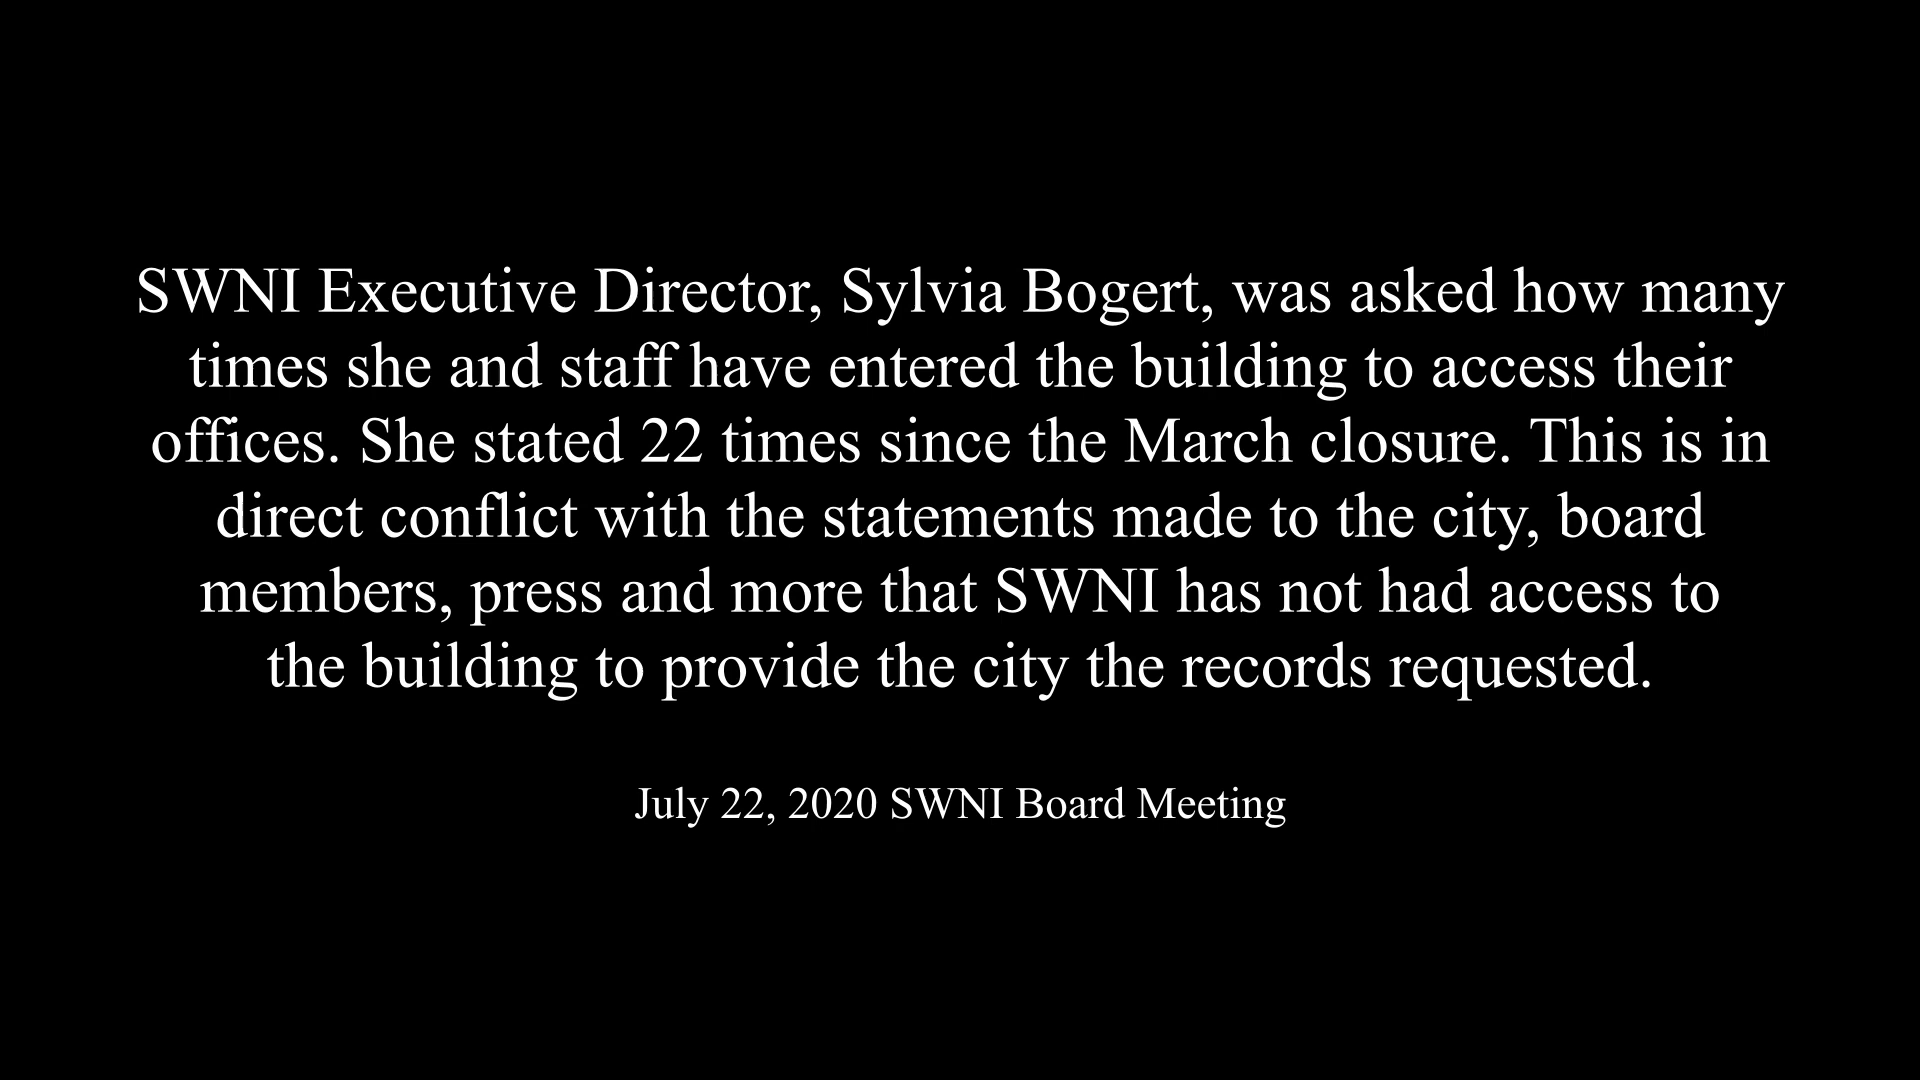 SWNI Executive Director, Sylvia Bogert, was asked how many
times she and staff have entered the building to access their
offices. She stated 22 times since the March closure. This is in
direct conflict with the statements made to the city, board
members, press and more that SWNI has not had access to
the building to provide the city the records requested.
July 22, 2020 SWNI Board Meeting